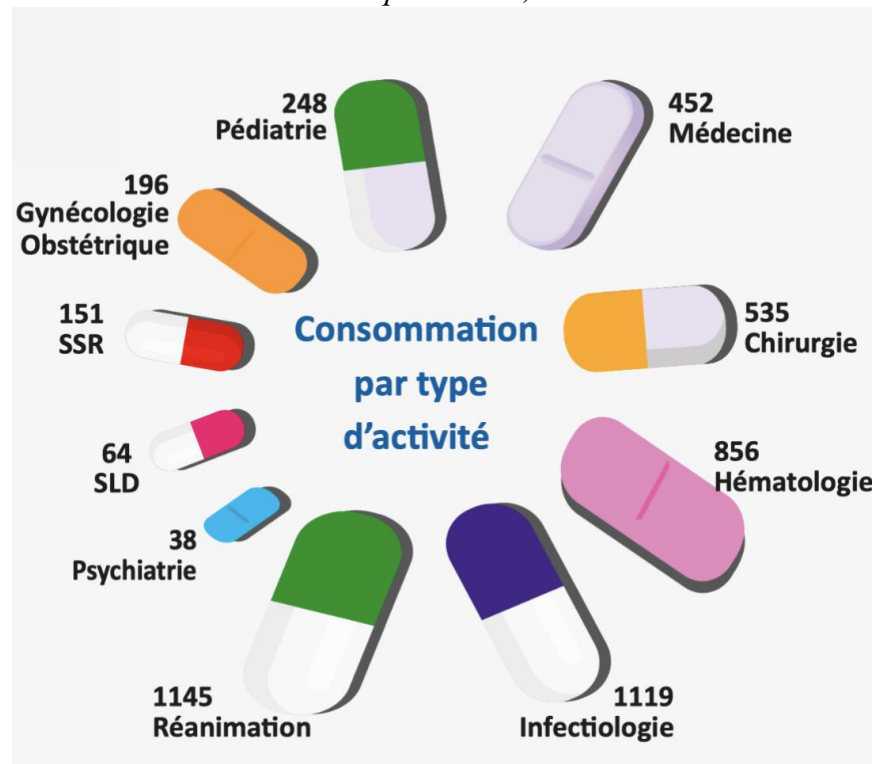 248
Pédiatrie
452
Médecine
196
Gynécologie
Obstétrique
151
SSR
Consommation
par type
d'activité
535
Chirurgie
64
SLD
856
Hématologie
38
Psychiatrie
1145
Réanimation
1119
Infectiologie